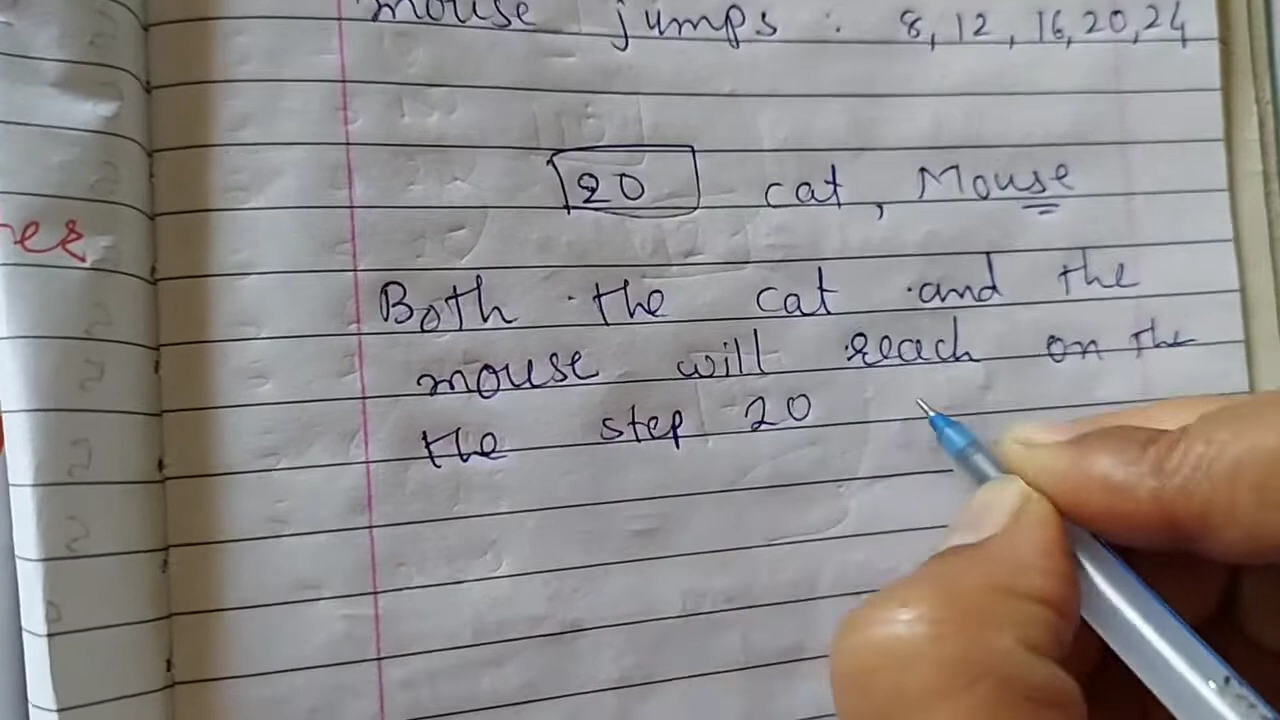 mouse jumps : 8, 12, 16, 20, 24
20 cat, Mouse
Both the cat and the
mouse will reach on the
the step 20